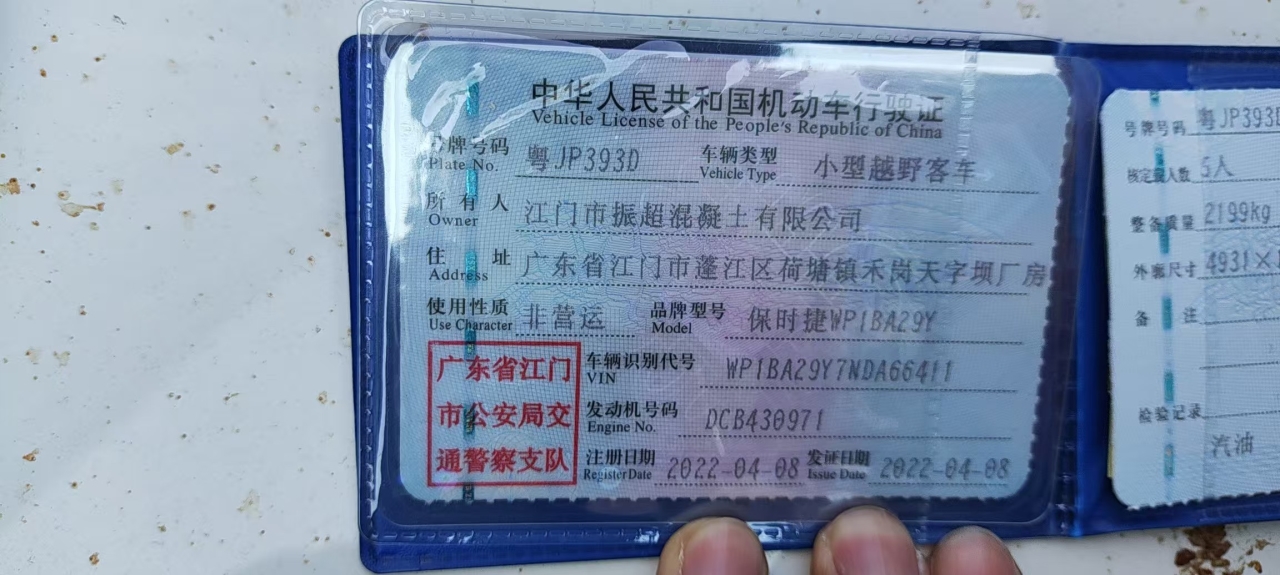 中华人民共和国机动车行驶证
Vehicle License of the People's Republic of China
号牌号码 粤JP393D 车辆类型 小型越野客车
Plate No. Vehicle Type
所有人 江门市振超混凝土有限公司
Owner
住址 广东省江门市蓬江区荷塘镇禾岗天字坝厂房
Address
使用性质 非营运 品牌型号 保时捷WP1BA29Y
Use Character Model
广东省江门
市公安局交
通警察支队
车辆识别代号 WP1BA29Y7NDA66411
VIN
发动机号码 DCB430971
Engine No.
注册日期 2022-04-08 发证日期 2022-04-08
Register Date Issue Date
号牌号码 粤JP393D
核定载人数 5人
整备质量 2199kg
外廓尺寸 4931×
备注
检验记录
汽油